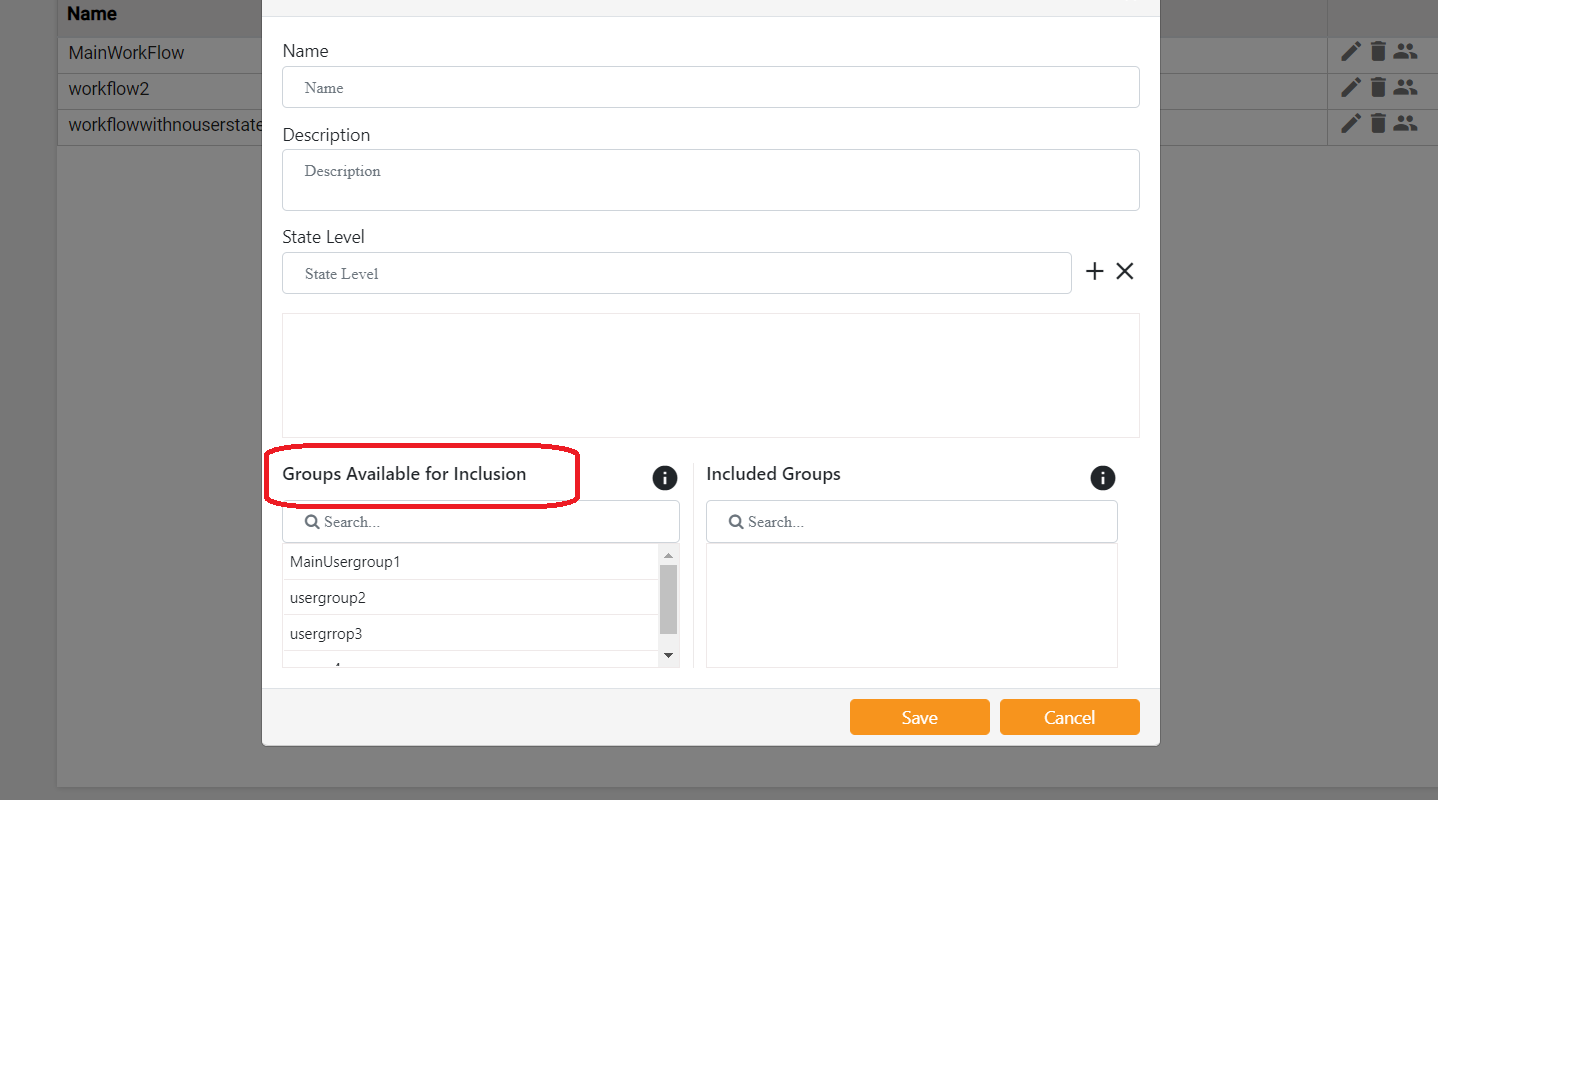 Name
MainWorkFlow
workflow2
workflowwithnouserstate
Name
Name
Description
Description
State Level
State Level
Groups Available for Inclusion
Search...
MainUsergroup1
usergroup2
usergrrop3
Included Groups
Search...
Save
Cancel